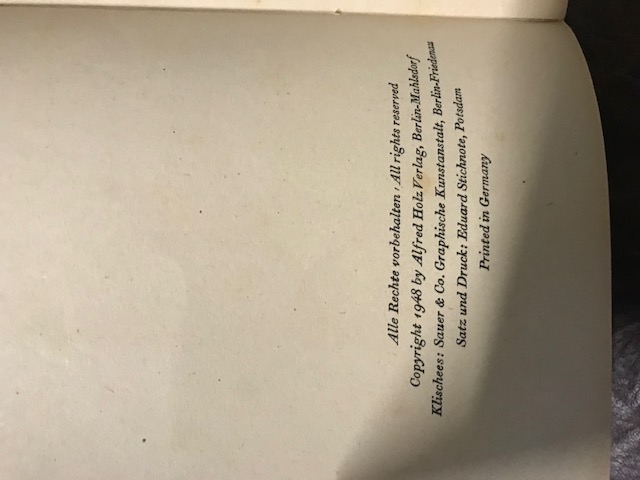 Alle Rechte vorbehalten · All rights reserved
Copyright 1948 by Alfred Holz Verlag, Berlin-Mahlsdorf
Klischees: Sauer & Co. Graphische Kunstanstalt, Berlin-Friedenau
Satz und Druck: Eduard Stichnote, Potsdam
Printed in Germany